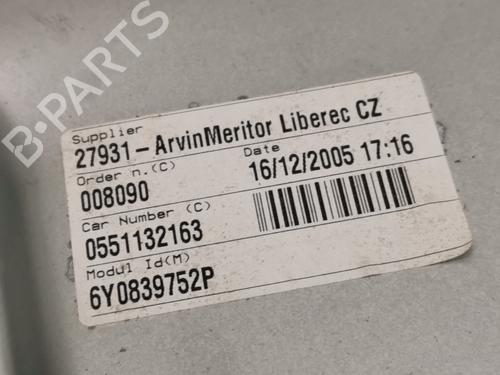 B-PARTS
Supplier
27931-ArvinMeritor Liberec CZ
Order n.(C) Date
008090 16/12/2005 17:16
Car Number (C)
0551132163
Modul Id(M)
6Y0839752P